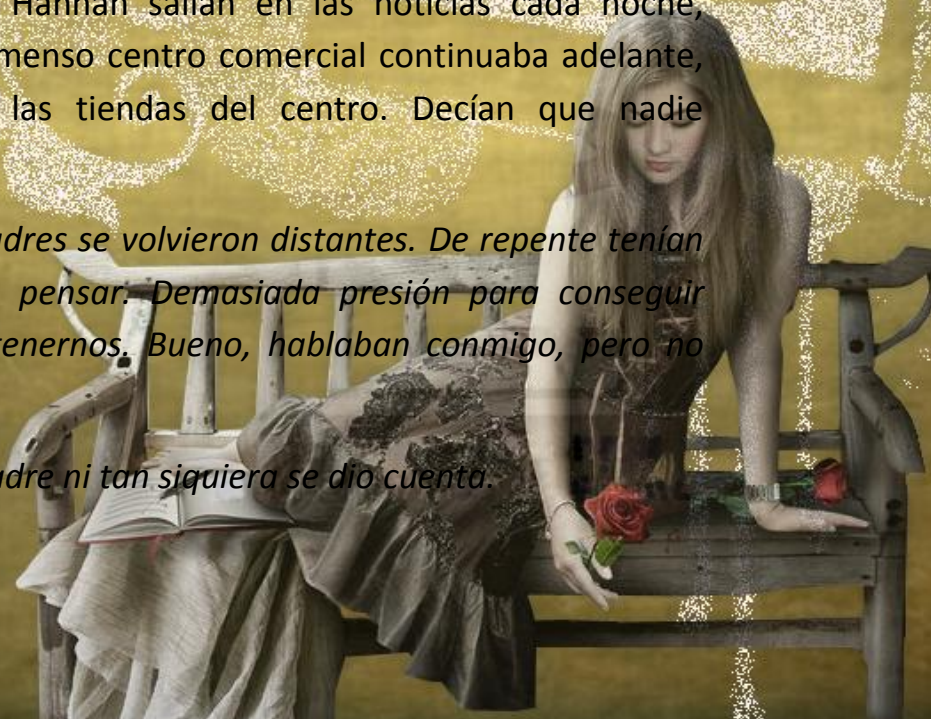 Hannah salían en las noticias cada noche,
menso centro comercial continuaba adelante,
las tiendas del centro. Decían que nadie
adres se volvieron distantes. De repente tenían
pensar. Demasiada presión para conseguir
tenernos. Bueno, hablaban conmigo, pero no
adre ni tan siquiera se dio cuenta.